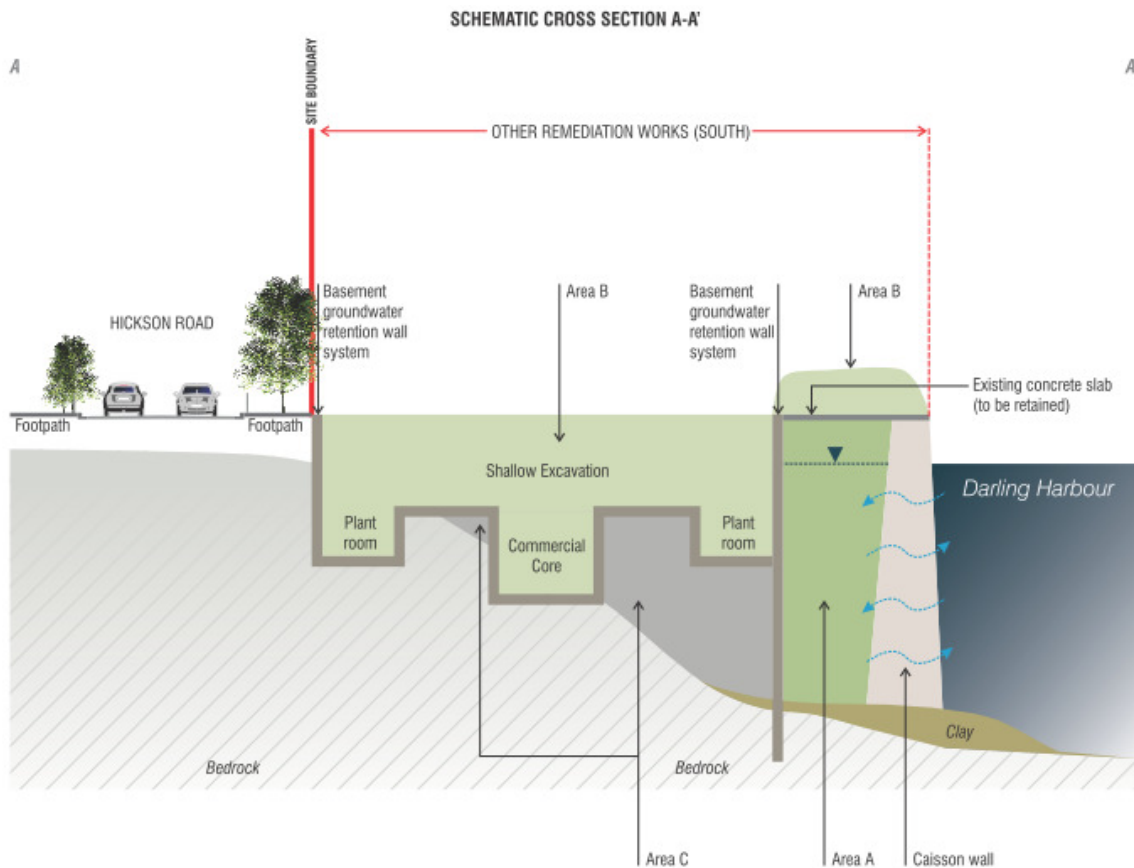 SCHEMATIC CROSS SECTION A-A'
A
A
SITE BOUNDARY
OTHER REMEDIATION WORKS (SOUTH)
HICKSON ROAD
Basement
groundwater
retention wall
system
Area B
Basement
groundwater
retention wall
system
Area B
Existing concrete slab
(to be retained)
Footpath
Footpath
Shallow Excavation
Darling Harbour
Plant
room
Commercial
Core
Plant
room
Clay
Bedrock
Bedrock
Area C
Area A
Caisson wall